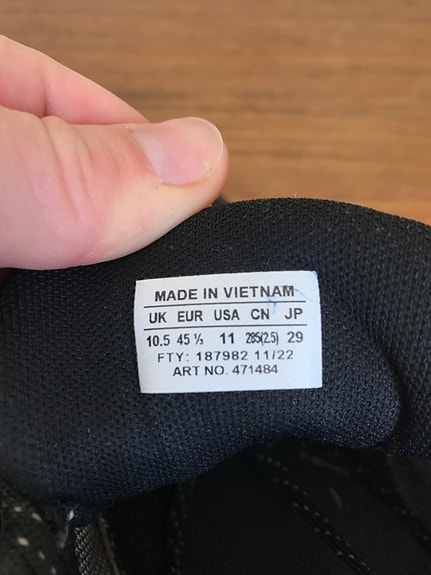 MADE IN VIETNAM
UK EUR USA CN JP
10.5 45 ⅓ 11 285(2.5) 29
FTY: 187982 11/22
ART NO. 471484